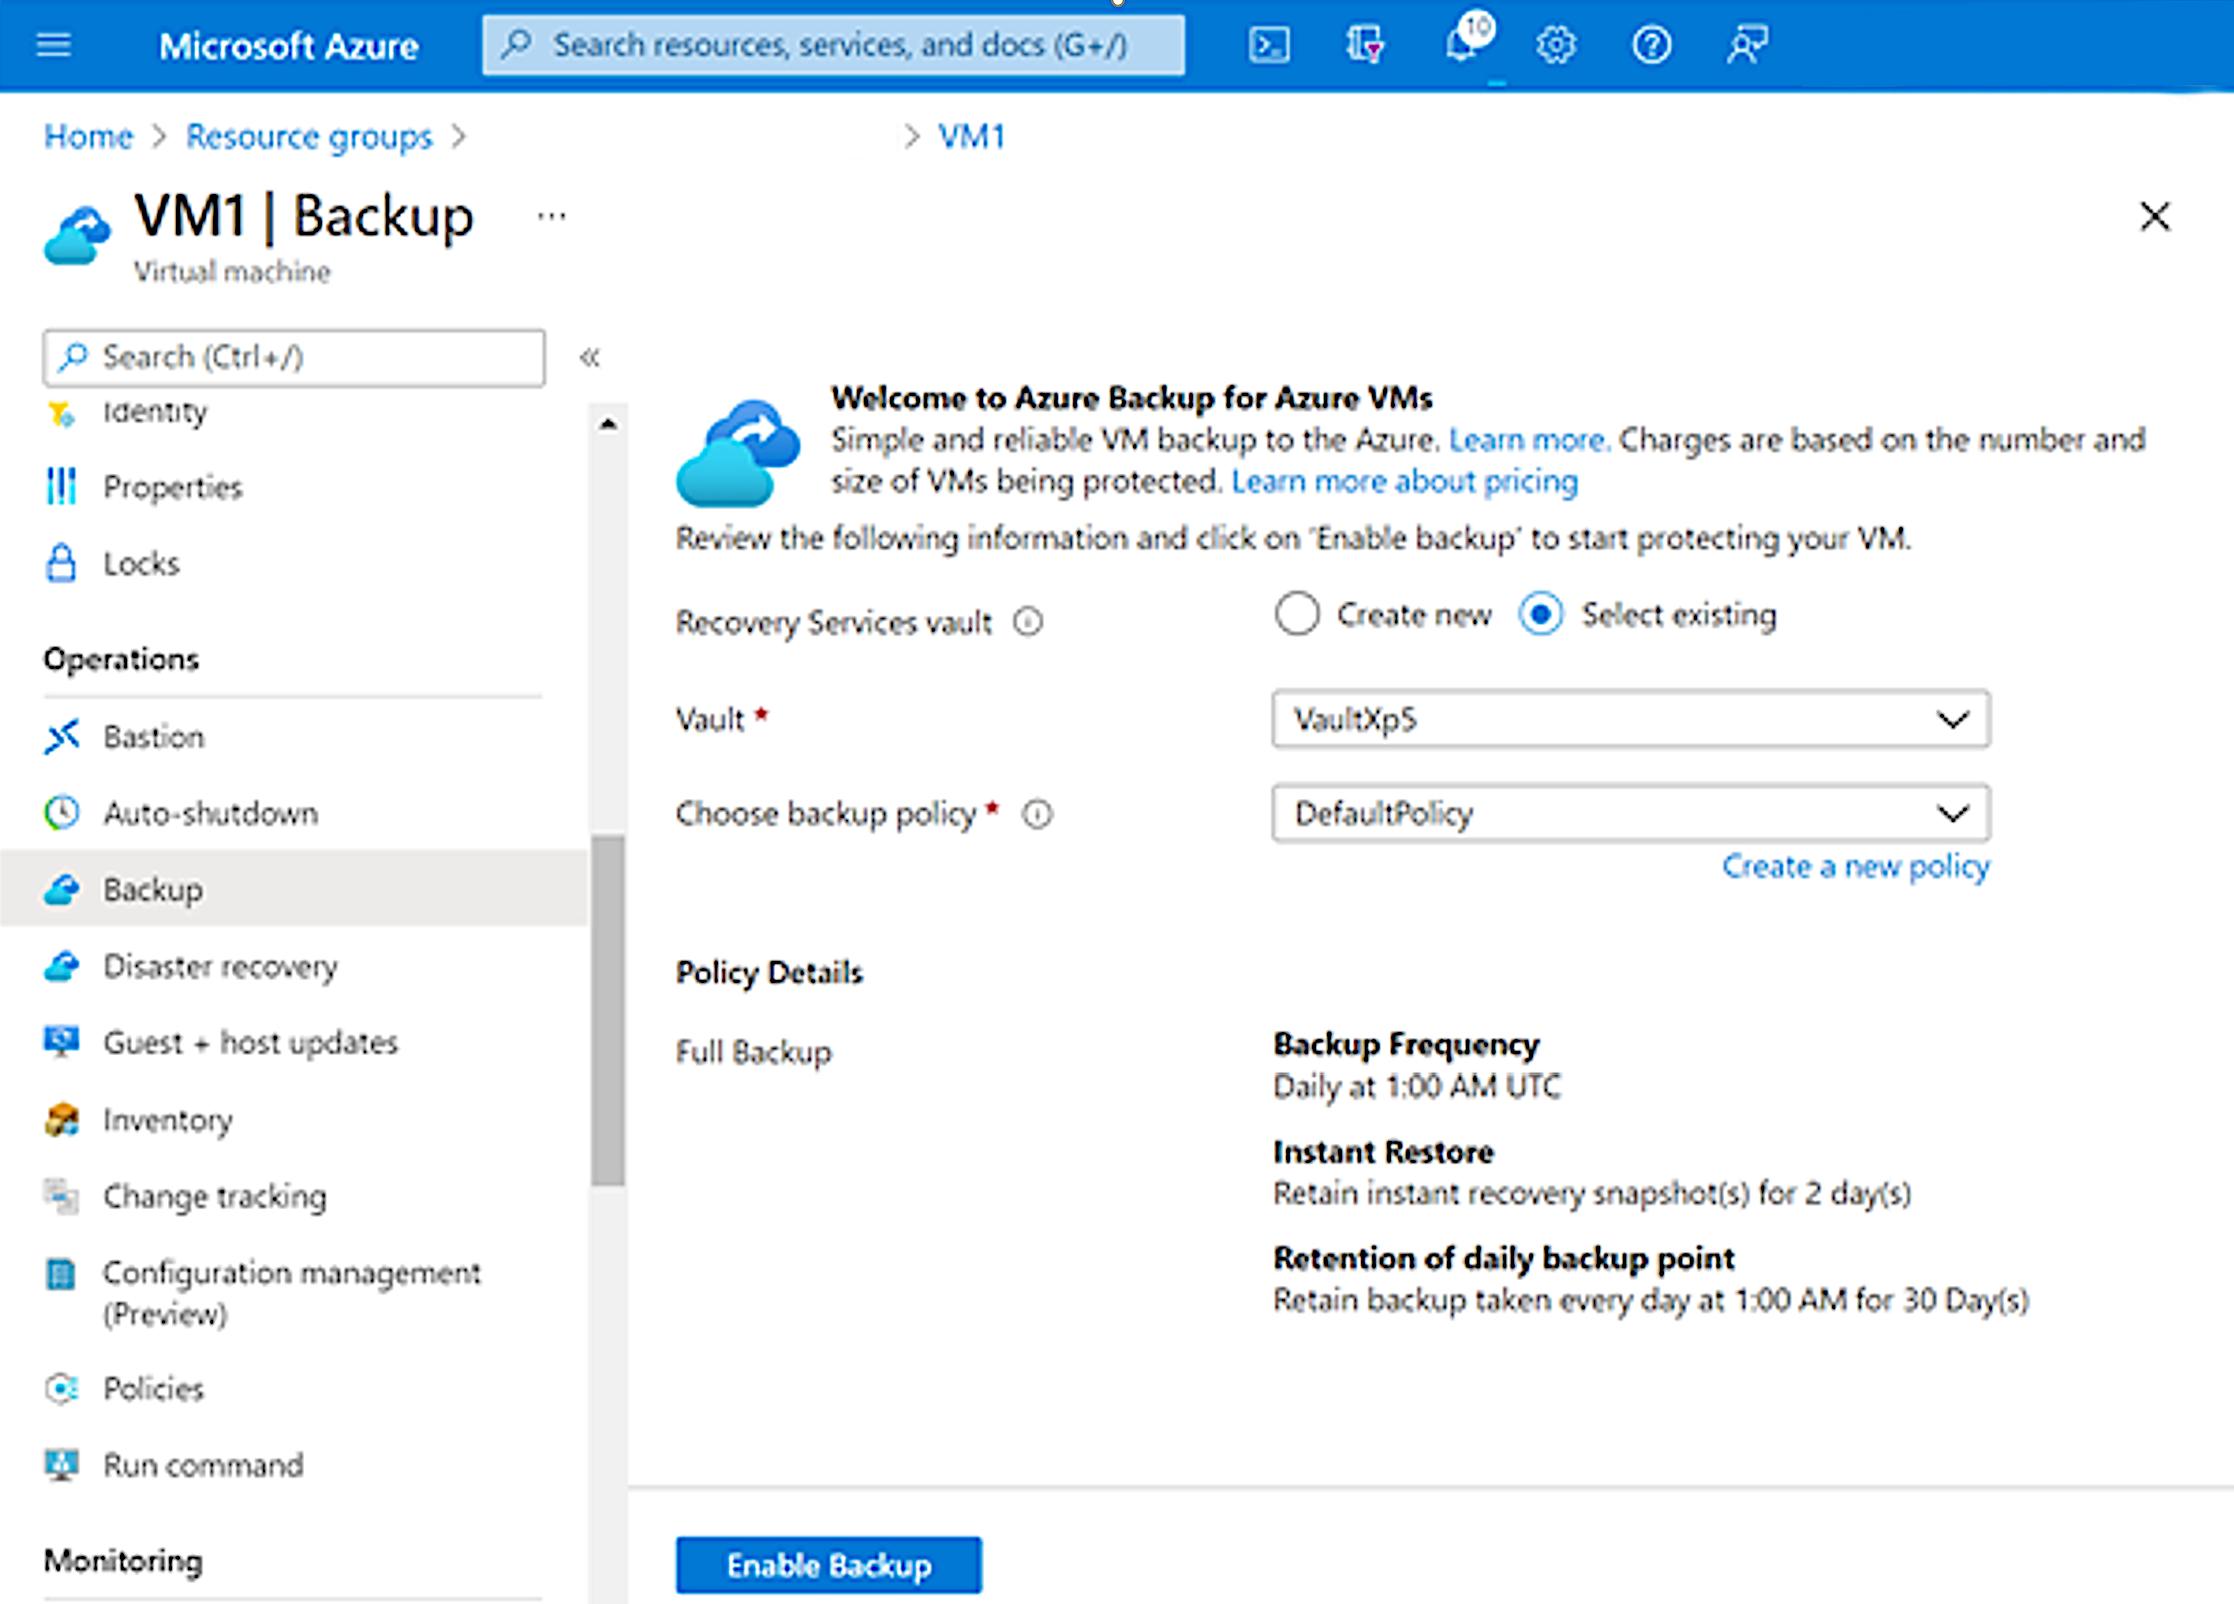 Microsoft Azure
Search resources, services, and docs (G+/)
10
Home > Resource groups > > VM1
VM1 | Backup ...
Virtual machine
Search (Ctrl+/)
«
Identity
Properties
Locks
Operations
Bastion
Auto-shutdown
Backup
Disaster recovery
Guest + host updates
Inventory
Change tracking
Configuration management
(Preview)
Policies
Run command
Monitoring
Welcome to Azure Backup for Azure VMs
Simple and reliable VM backup to the Azure. Learn more. Charges are based on the number and
size of VMs being protected. Learn more about pricing
Review the following information and click on 'Enable backup' to start protecting your VM.
Recovery Services vault Create new Select existing
Vault * VaultXp5
Choose backup policy * DefaultPolicy
Create a new policy
Policy Details
Full Backup
Backup Frequency
Daily at 1:00 AM UTC
Instant Restore
Retain instant recovery snapshot(s) for 2 day(s)
Retention of daily backup point
Retain backup taken every day at 1:00 AM for 30 Day(s)
Enable Backup